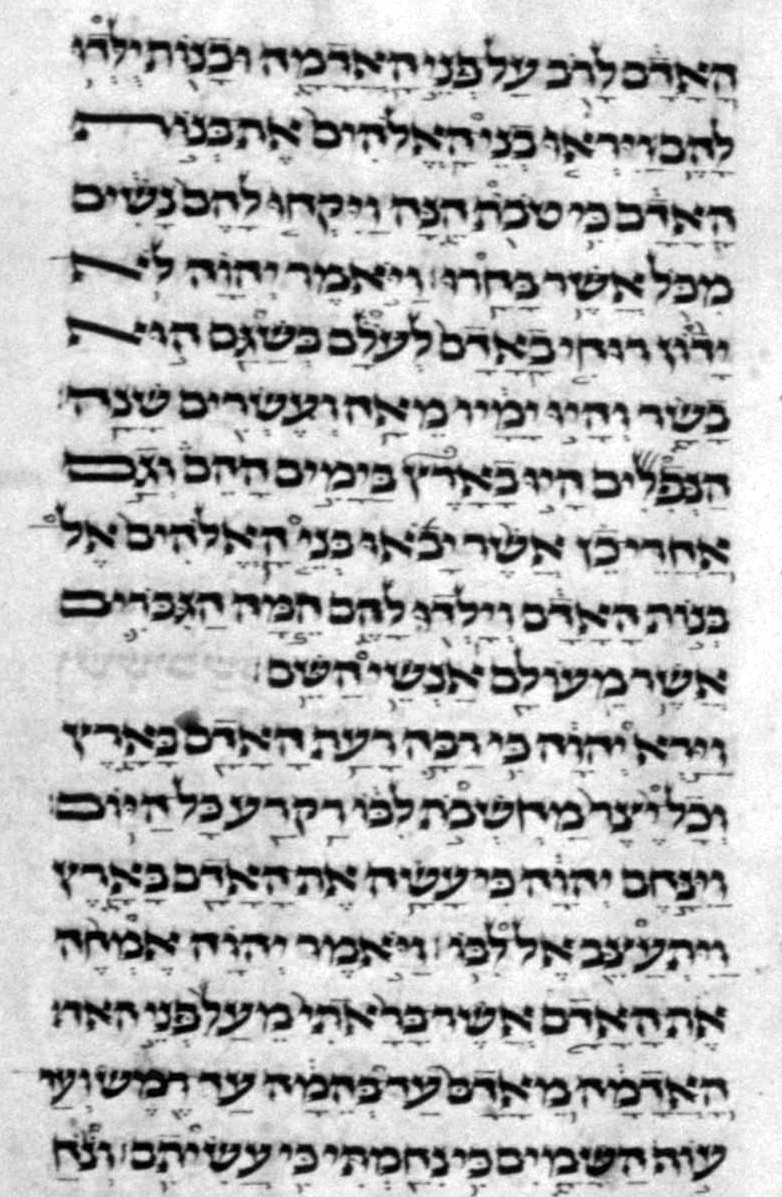 הָאָדָם לָרֹב עַל פְּנֵי הָאֲדָמָה וּבָנוֹת יֻלְּדוּ
לָהֶם וַיִּרְאוּ בְנֵי הָאֱלֹהִים אֶת בְּנוֹת
הָאָדָם כִּי טֹבֹת הֵנָּה וַיִּקְחוּ לָהֶם נָשִׁים
מִכֹּל אֲשֶׁר בָּחָרוּ וַיֹּאמֶר יְהוָה לֹא
יָדוֹן רוּחִי בָאָדָם לְעֹלָם בְּשַׁגָּם הוּא
בָשָׂר וְהָיוּ יָמָיו מֵאָה וְעֶשְׂרִים שָׁנָה
הַנְּפִלִים הָיוּ בָאָרֶץ בַּיָּמִים הָהֵם וְגַם
אַחֲרֵי כֵן אֲשֶׁר יָבֹאוּ בְּנֵי הָאֱלֹהִים אֶל
בְּנוֹת הָאָדָם וְיָלְדוּ לָהֶם הֵמָּה הַגִּבֹּרִים
אֲשֶׁר מֵעוֹלָם אַנְשֵׁי הַשֵּׁם
וַיַּרְא יְהוָה כִּי רַבָּה רָעַת הָאָדָם בָּאָרֶץ
וְכָל יֵצֶר מַחְשְׁבֹת לִבּוֹ רַק רַע כָּל הַיּוֹם
וַיִּנָּחֶם יְהוָה כִּי עָשָׂה אֶת הָאָדָם בָּאָרֶץ
וַיִּתְעַצֵּב אֶל לִבּוֹ וַיֹּאמֶר יְהוָה אֶמְחֶה
אֶת הָאָדָם אֲשֶׁר בָּרָאתִי מֵעַל פְּנֵי האד
הָאֲדָמָה מֵאָדָם עַד בְּהֵמָה עַד רֶמֶשׂ וְעַד
עוֹף הַשָּׁמָיִם כִּי נִחַמְתִּי כִּי עֲשִׂיתִם וְנֹחַ